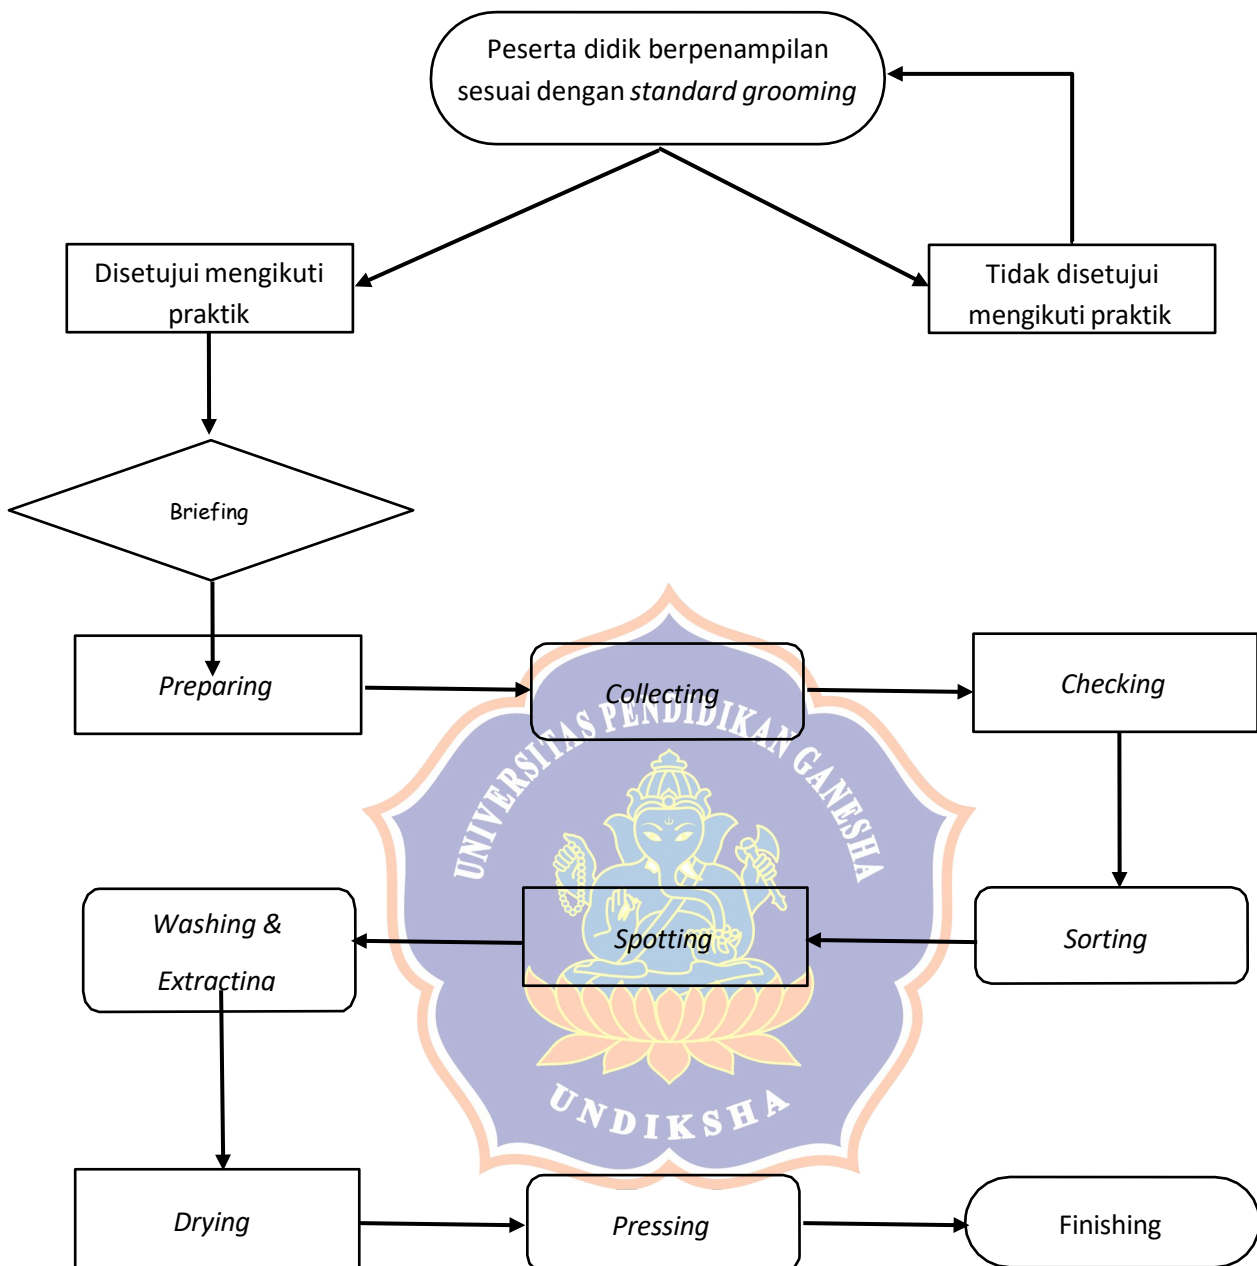 Peserta didik berpenampilan
sesuai dengan standard grooming
Disetujui mengikuti
praktik
Tidak disetujui
mengikuti praktik
Briefing
Preparing
Collecting
Checking
UNIVERSITAS PENDIDIKAN GANESHA
Washing &
Extracting
Spotting
Sorting
UNDIKSHA
Drying
Pressing
Finishing